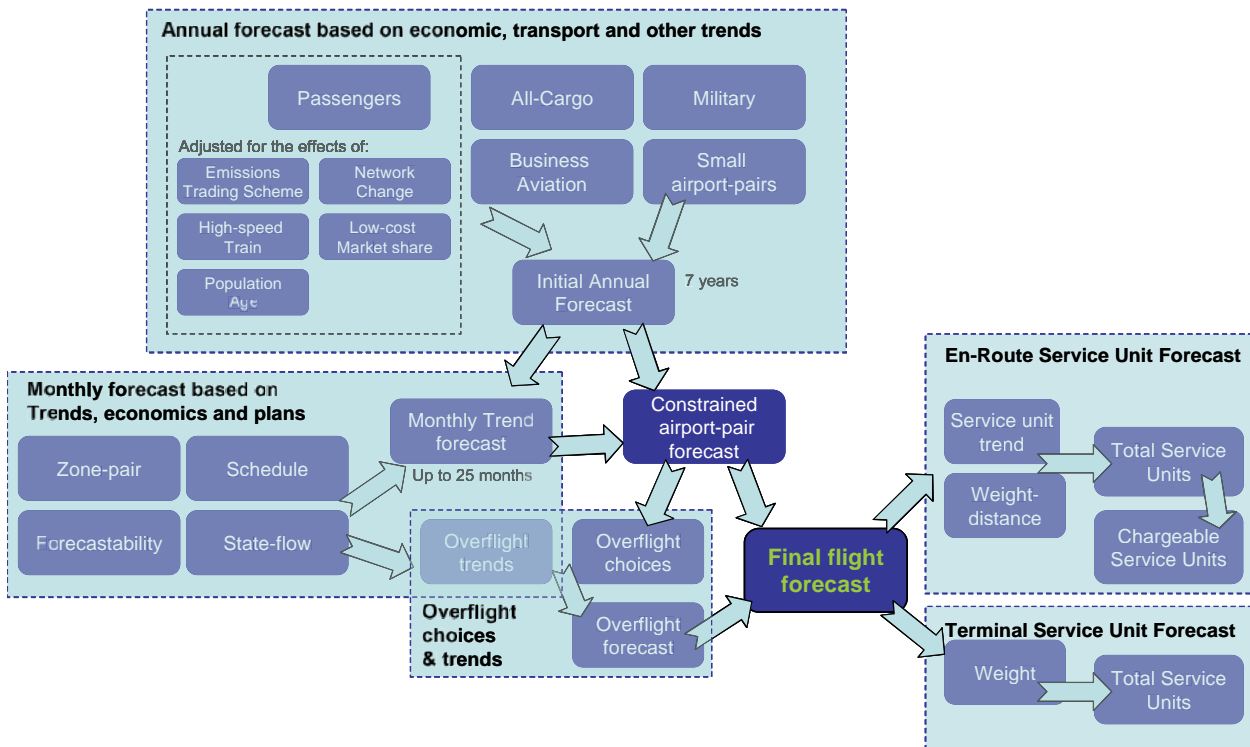 Annual forecast based on economic, transport and other trends
Passengers
All-Cargo
Military
Adjusted for the effects of:
Emissions
Trading Scheme
Network
Change
High-speed
Train
Low-cost
Market share
Population
Age
Business
Aviation
Small
airport-pairs
Initial Annual
Forecast
7 years
Monthly forecast based on
Trends, economics and plans
Zone-pair
Schedule
Forecastability
State-flow
Monthly Trend
forecast
Up to 25 months
Constrained
airport-pair
forecast
Overflight
trends
Overflight
choices
Overflight
choices
& trends
Overflight
forecast
Final flight
forecast
En-Route Service Unit Forecast
Service unit
trend
Weight-
distance
Total Service
Units
Chargeable
Service Units
Terminal Service Unit Forecast
Weight
Total Service
Units